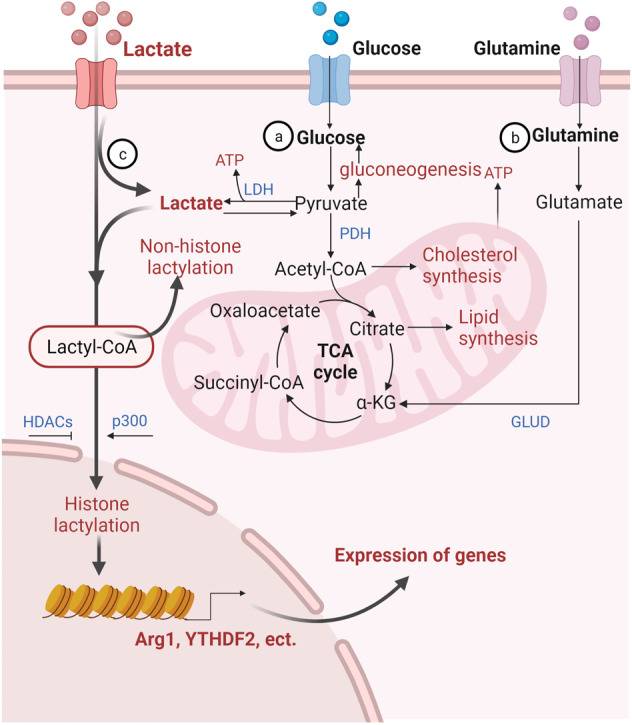 Lactate
Glucose
Glutamine
c
a
Glucose
b
Glutamine
ATP
LDH
gluconeogenesis
ATP
Lactate
Pyruvate
Glutamate
PDH
Non-histone
lactylation
Acetyl-CoA
Cholesterol
synthesis
Oxaloacetate
Citrate
Lipid
synthesis
Lactyl-CoA
TCA
cycle
Succinyl-CoA
α-KG
HDACs
p300
GLUD
Histone
lactylation
Expression of genes
Arg1, YTHDF2, ect.